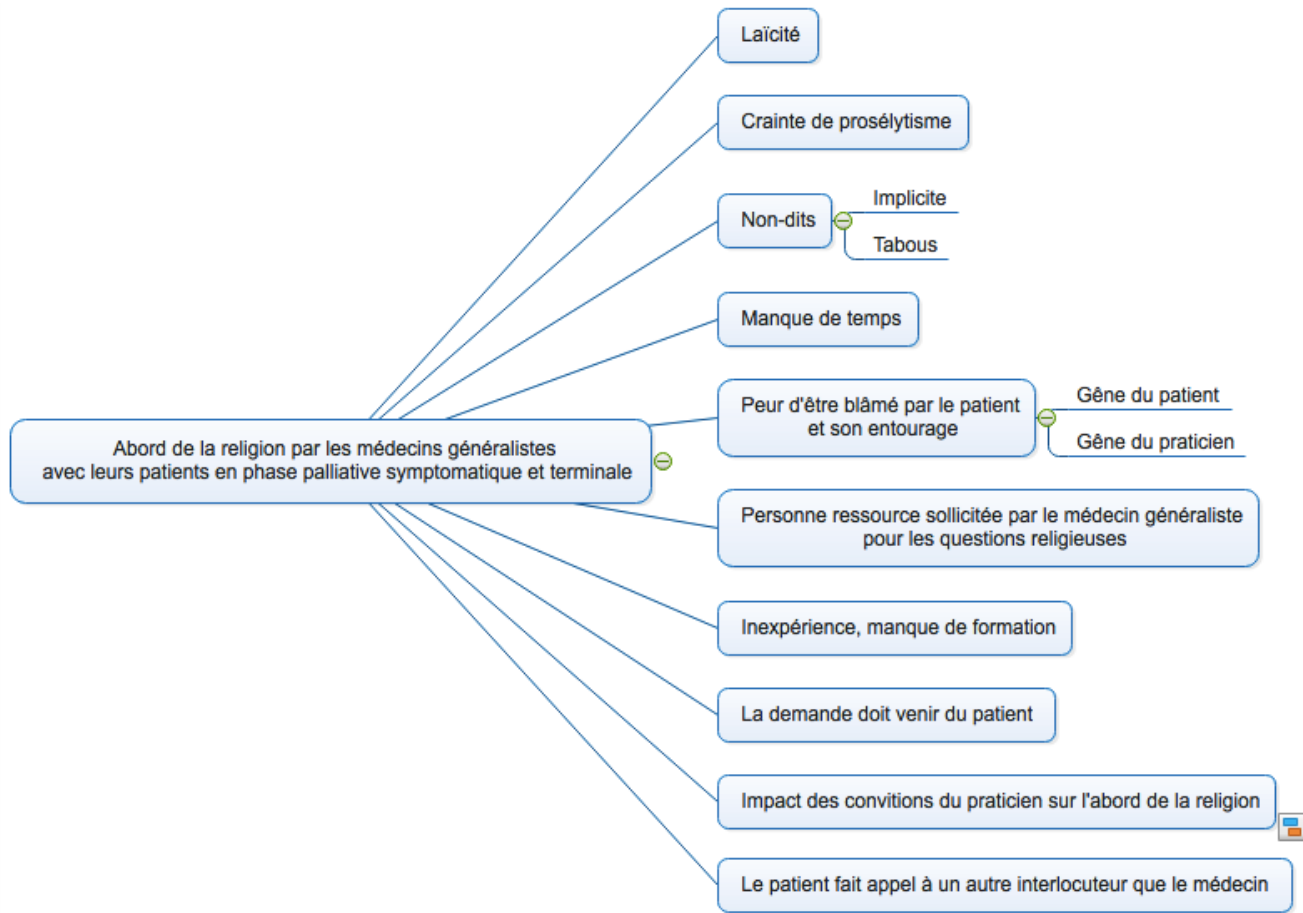 Laïcité
Crainte de prosélytisme
Non-dits
Implicite
Tabous
Manque de temps
Peur d'être blâmé par le patient
et son entourage
Gêne du patient
Gêne du praticien
Abord de la religion par les médecins généralistes
avec leurs patients en phase palliative symptomatique et terminale
Personne ressource sollicitée par le médecin généraliste
pour les questions religieuses
Inexpérience, manque de formation
La demande doit venir du patient
Impact des convitions du praticien sur l'abord de la religion
Le patient fait appel à un autre interlocuteur que le médecin